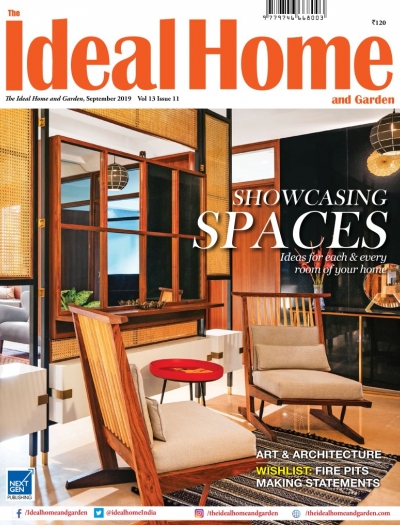 9779746668003
₹120
The
Ideal Home
and Garden
The Ideal Home and Garden, September 2019 Vol 13 Issue 11
SHOWCASING
SPACES
Ideas for each & every
room of your home
ART & ARCHITECTURE
WISHLIST: FIRE PITS
MAKING STATEMENTS
NEXT
GEN
PUBLISHING
/Idealhomeandgarden
@idealhomeIndia
/theidealhomeandgarden
/theidealhomeandgarden.com